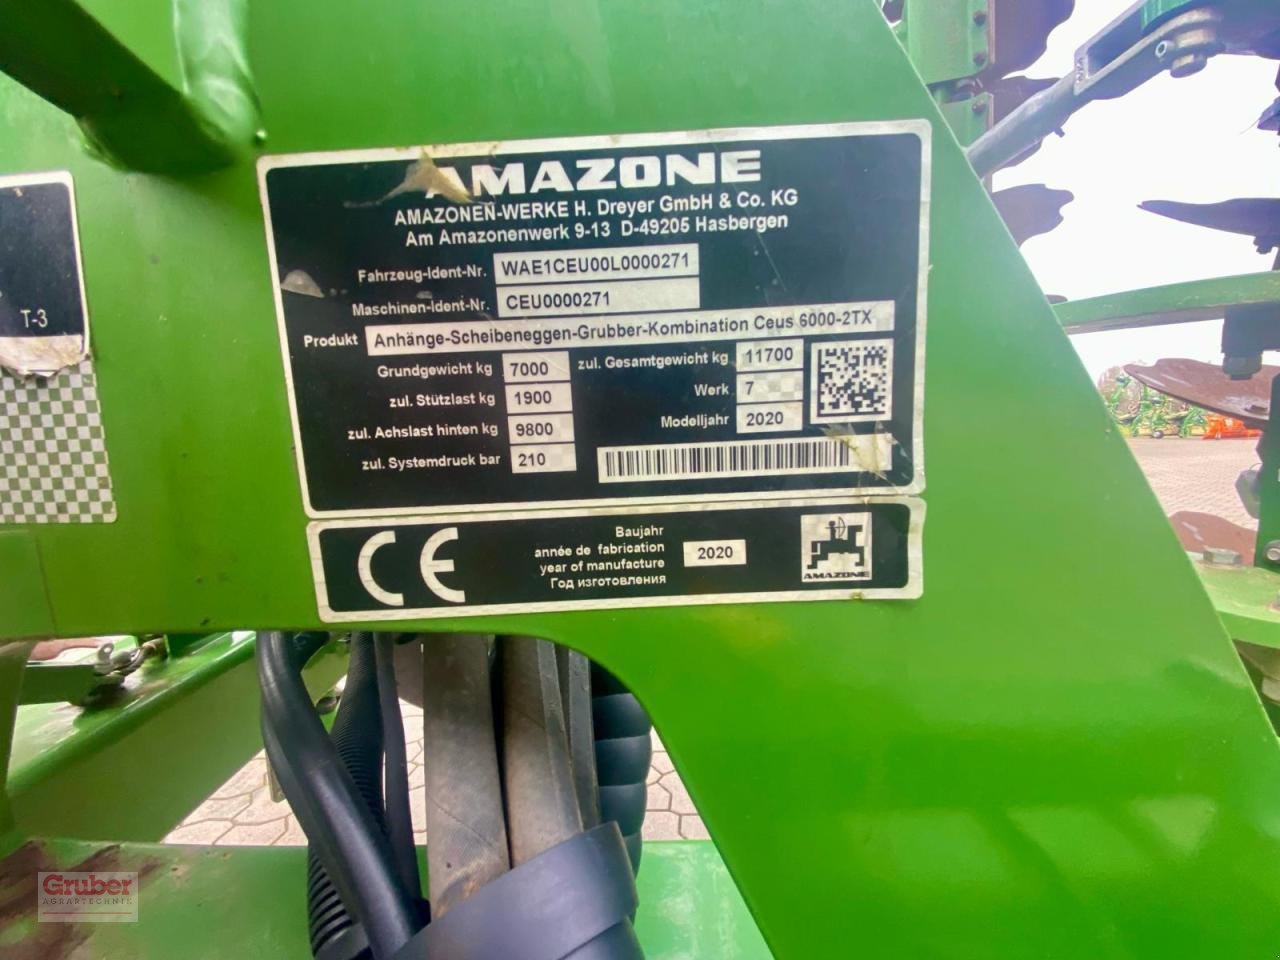 AMAZONE
AMAZONEN-WERKE H. Dreyer GmbH & Co. KG
Am Amazonenwerk 9-13 D-49205 Hasbergen
Fahrzeug-Ident-Nr. WAE1CEU00L0000271
Maschinen-Ident-Nr. CEU0000271
Produkt Anhänge-Scheibeneggen-Grubber-Kombination Ceus 6000-2TX
Grundgewicht kg 7000 zul. Gesamtgewicht kg 11700
zul. Stützlast kg 1900 Werk 7
zul. Achslast hinten kg 9800 Modelljahr 2020
zul. Systemdruck bar 210
CE
Baujahr
année de fabrication
year of manufacture
Год изготовления
2020
AMAZONE
T-3
Gruber
AGRARTECHNIK